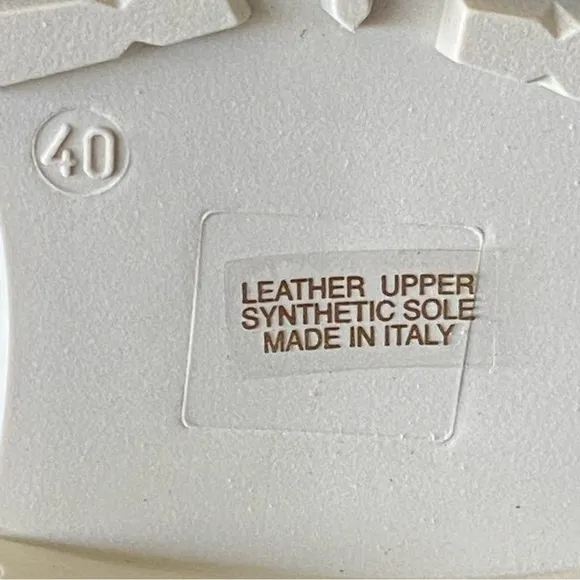 40
LEATHER UPPER
SYNTHETIC SOLE
MADE IN ITALY